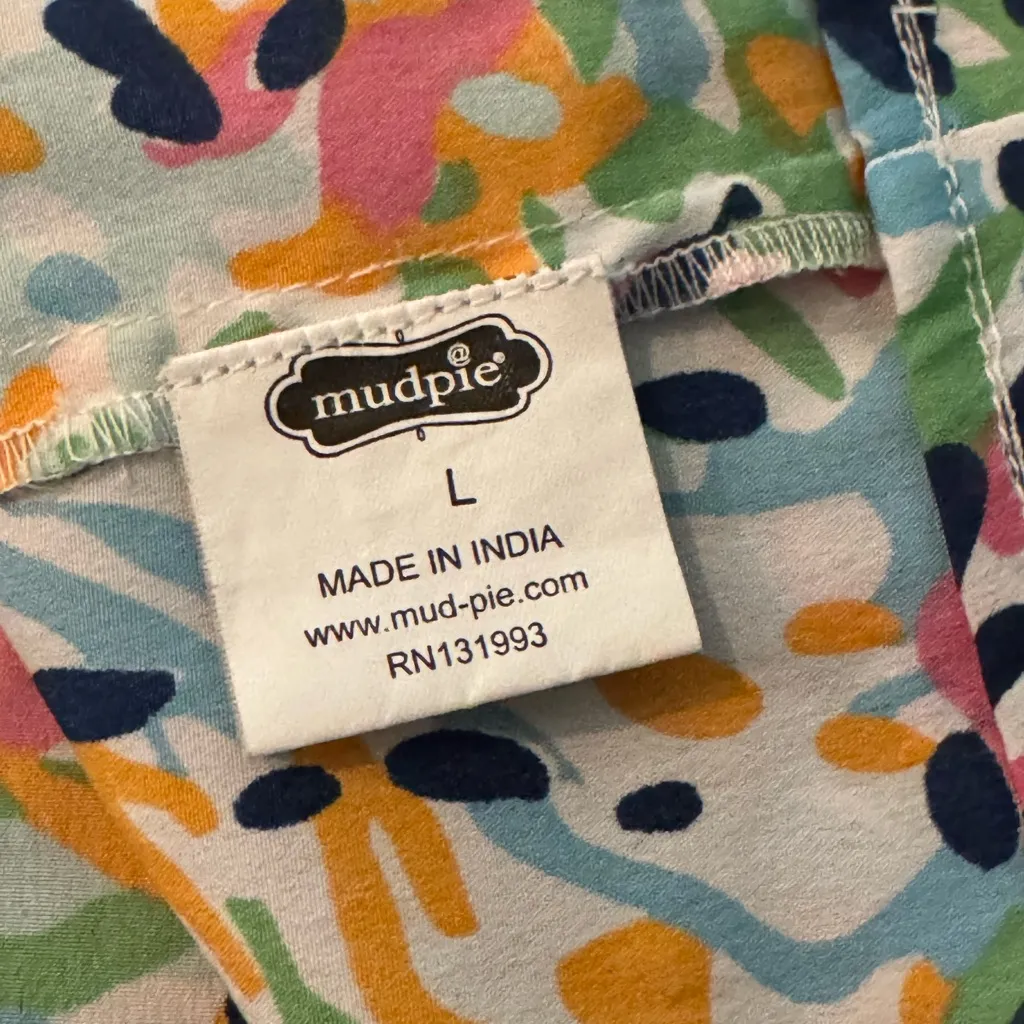 @
mudpie®
L
MADE IN INDIA
www.mud-pie.com
RN131993